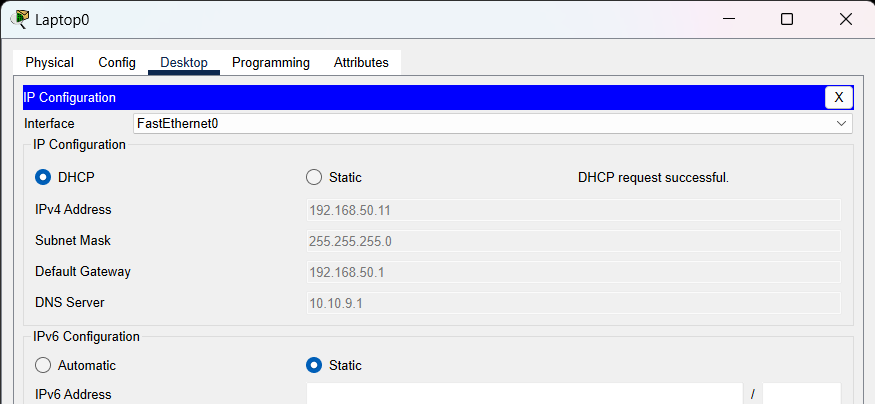 Laptop0
Physical Config Desktop Programming Attributes
IP Configuration X
Interface FastEthernet0
IP Configuration
DHCP Static DHCP request successful.
IPv4 Address 192.168.50.11
Subnet Mask 255.255.255.0
Default Gateway 192.168.50.1
DNS Server 10.10.9.1
IPv6 Configuration
Automatic Static
IPv6 Address /